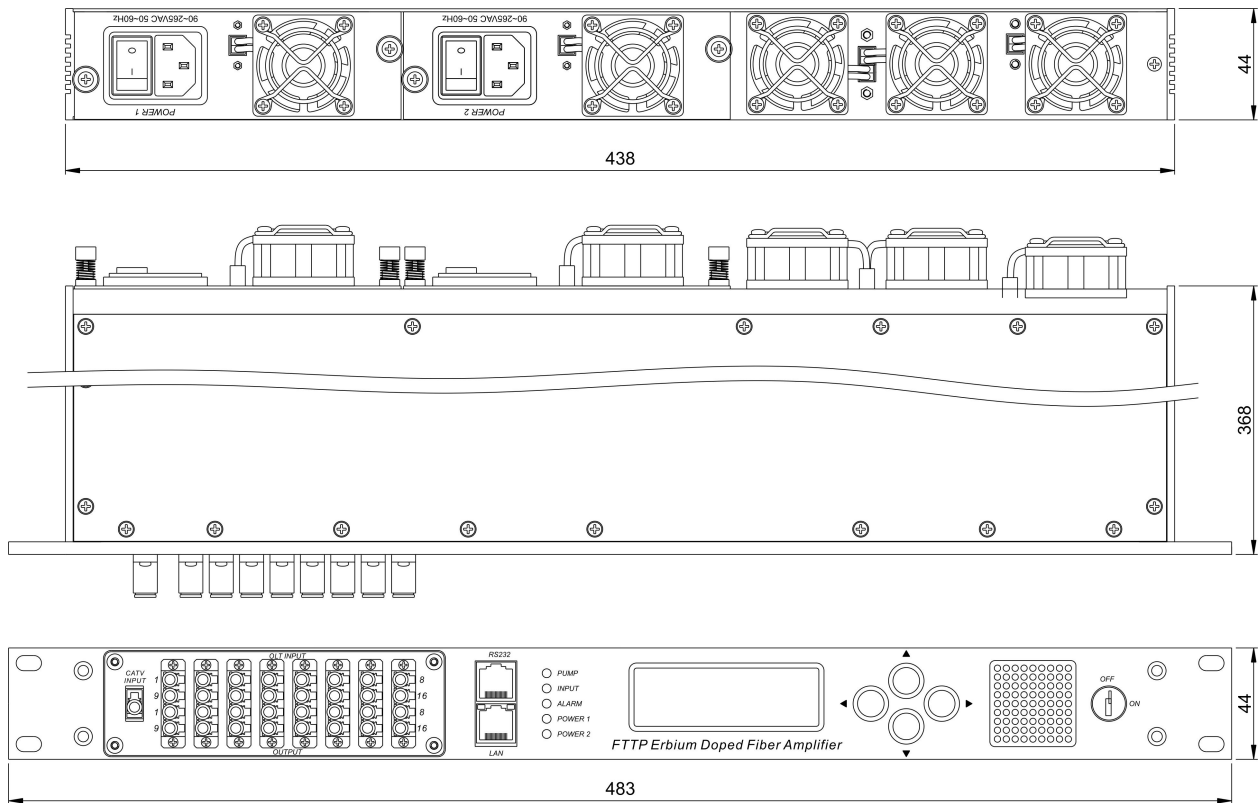 90~265VAC 50~60Hz
90~265VAC 50~60Hz
POWER 1
POWER 2
44
438
368
CATV
INPUT
OLT INPUT
1
9
1
9
8
16
8
16
OUTPUT
RS232
LAN
PUMP
INPUT
ALARM
POWER 1
POWER 2
FTTP Erbium Doped Fiber Amplifier
OFF
ON
44
483